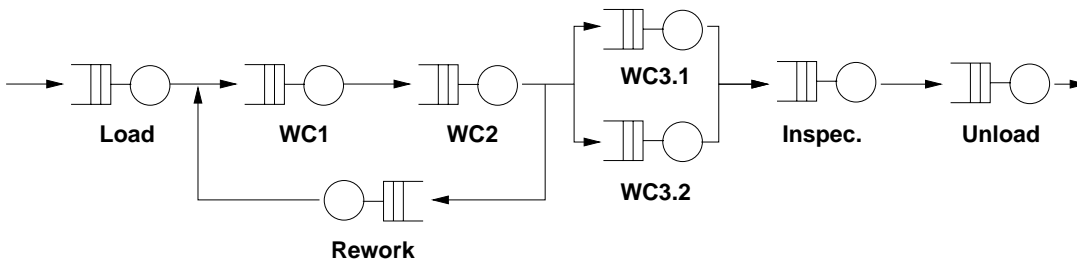 Load
WC1
WC2
WC3.1
WC3.2
Inspec.
Unload
Rework